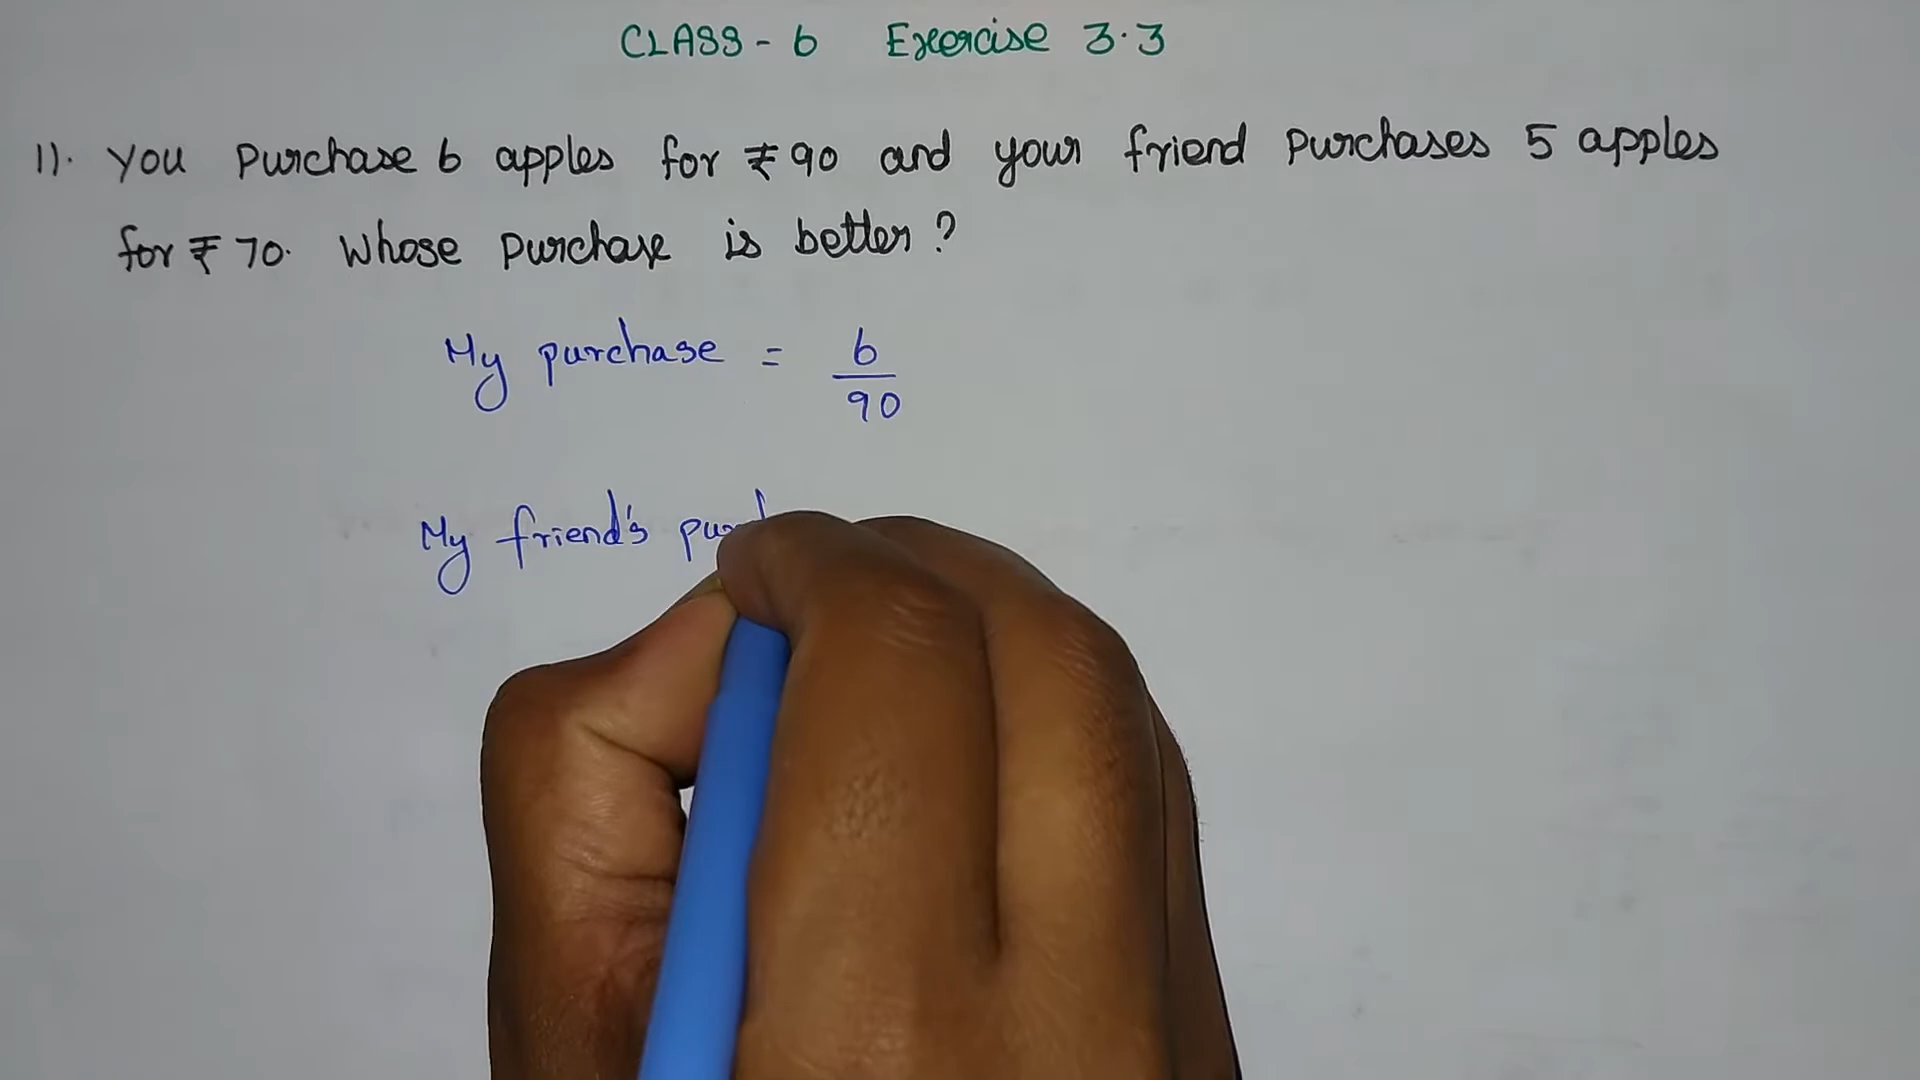 CLASS - 6 Exercise 3.3
11. You purchase 6 apples for ₹ 90 and your friend purchases 5 apples
for ₹ 70. Whose purchase is better?
My purchase = 6
90
My friend's